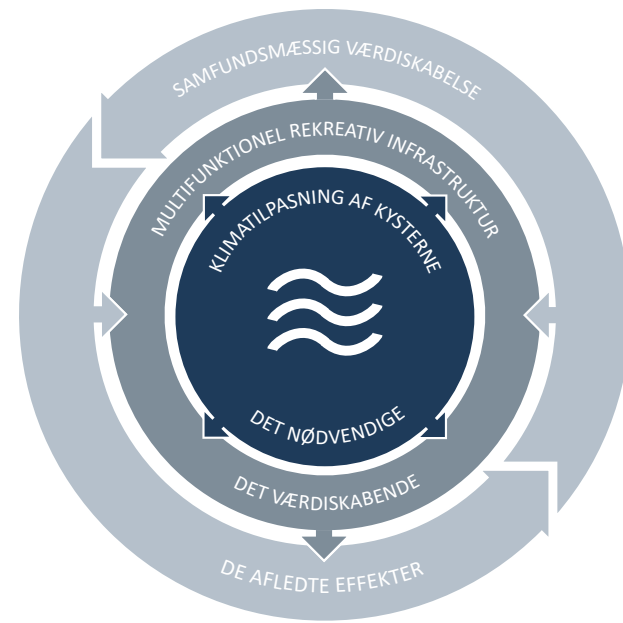 SAMFUNDSMÆSSIG VÆRDISKABELSE
MULTIFUNKTIONEL REKREATIV INFRASTRUKTUR
KLIMATILPASNING AF KYSTERNE
DET NØDVENDIGE
DET VÆRDISKABENDE
DE AFLEDTE EFFEKTER